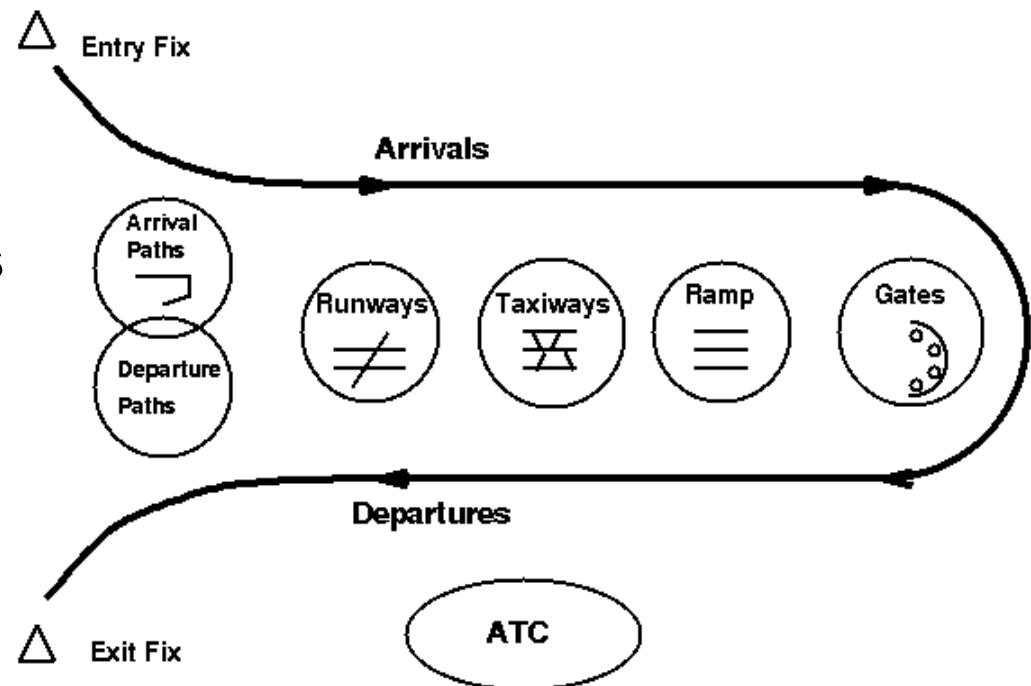 Entry Fix
Arrivals
Arrival
Paths
s
Runways
Taxiways
Ramp
Gates
Departure
Paths
Departures
ATC
Exit Fix